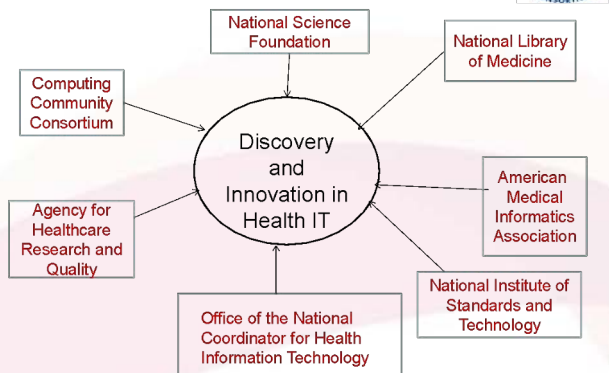 National Science
Foundation
National Library
of Medicine
Computing
Community
Consortium
Discovery
and
Innovation in
Health IT
American
Medical
Informatics
Association
Agency for
Healthcare
Research and
Quality
National Institute of
Standards and
Technology
Office of the National
Coordinator for Health
Information Technology